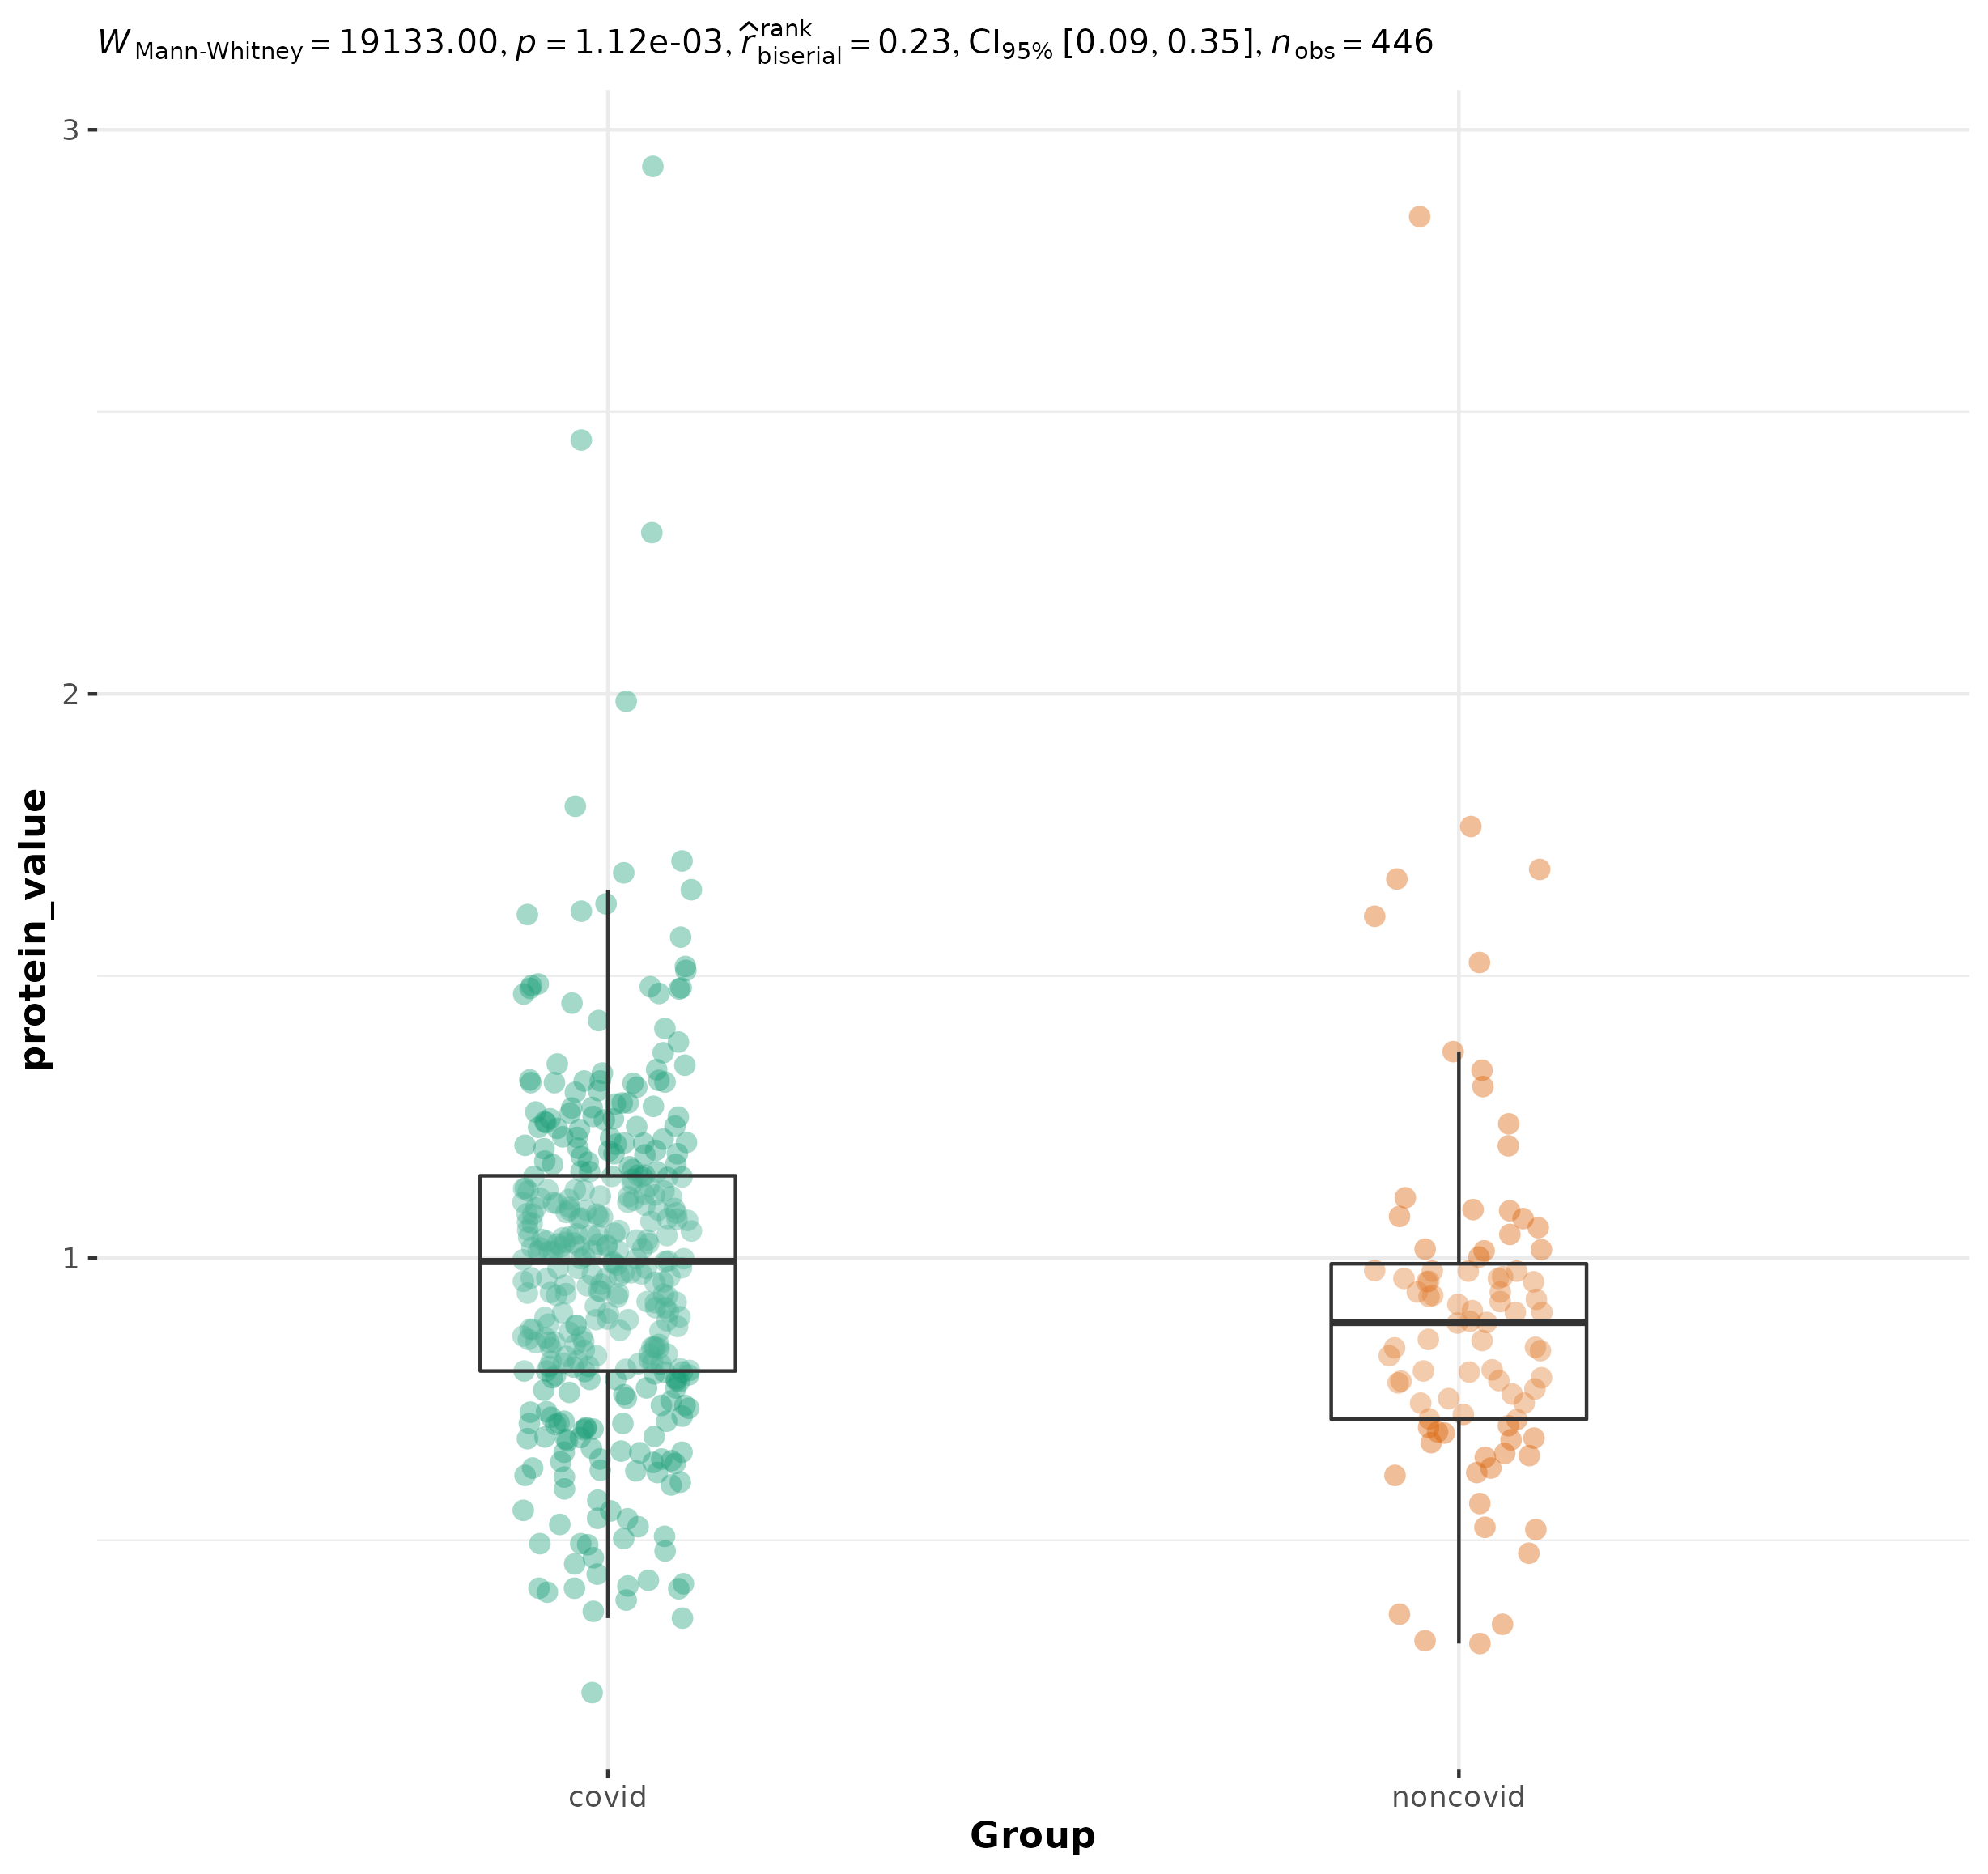 W Mann-Whitney = 19133.00, p = 1.12e-03, r̂ rank biserial = 0.23, CI95% [0.09, 0.35], nobs = 446
3
2
1
protein_value
covid noncovid
Group